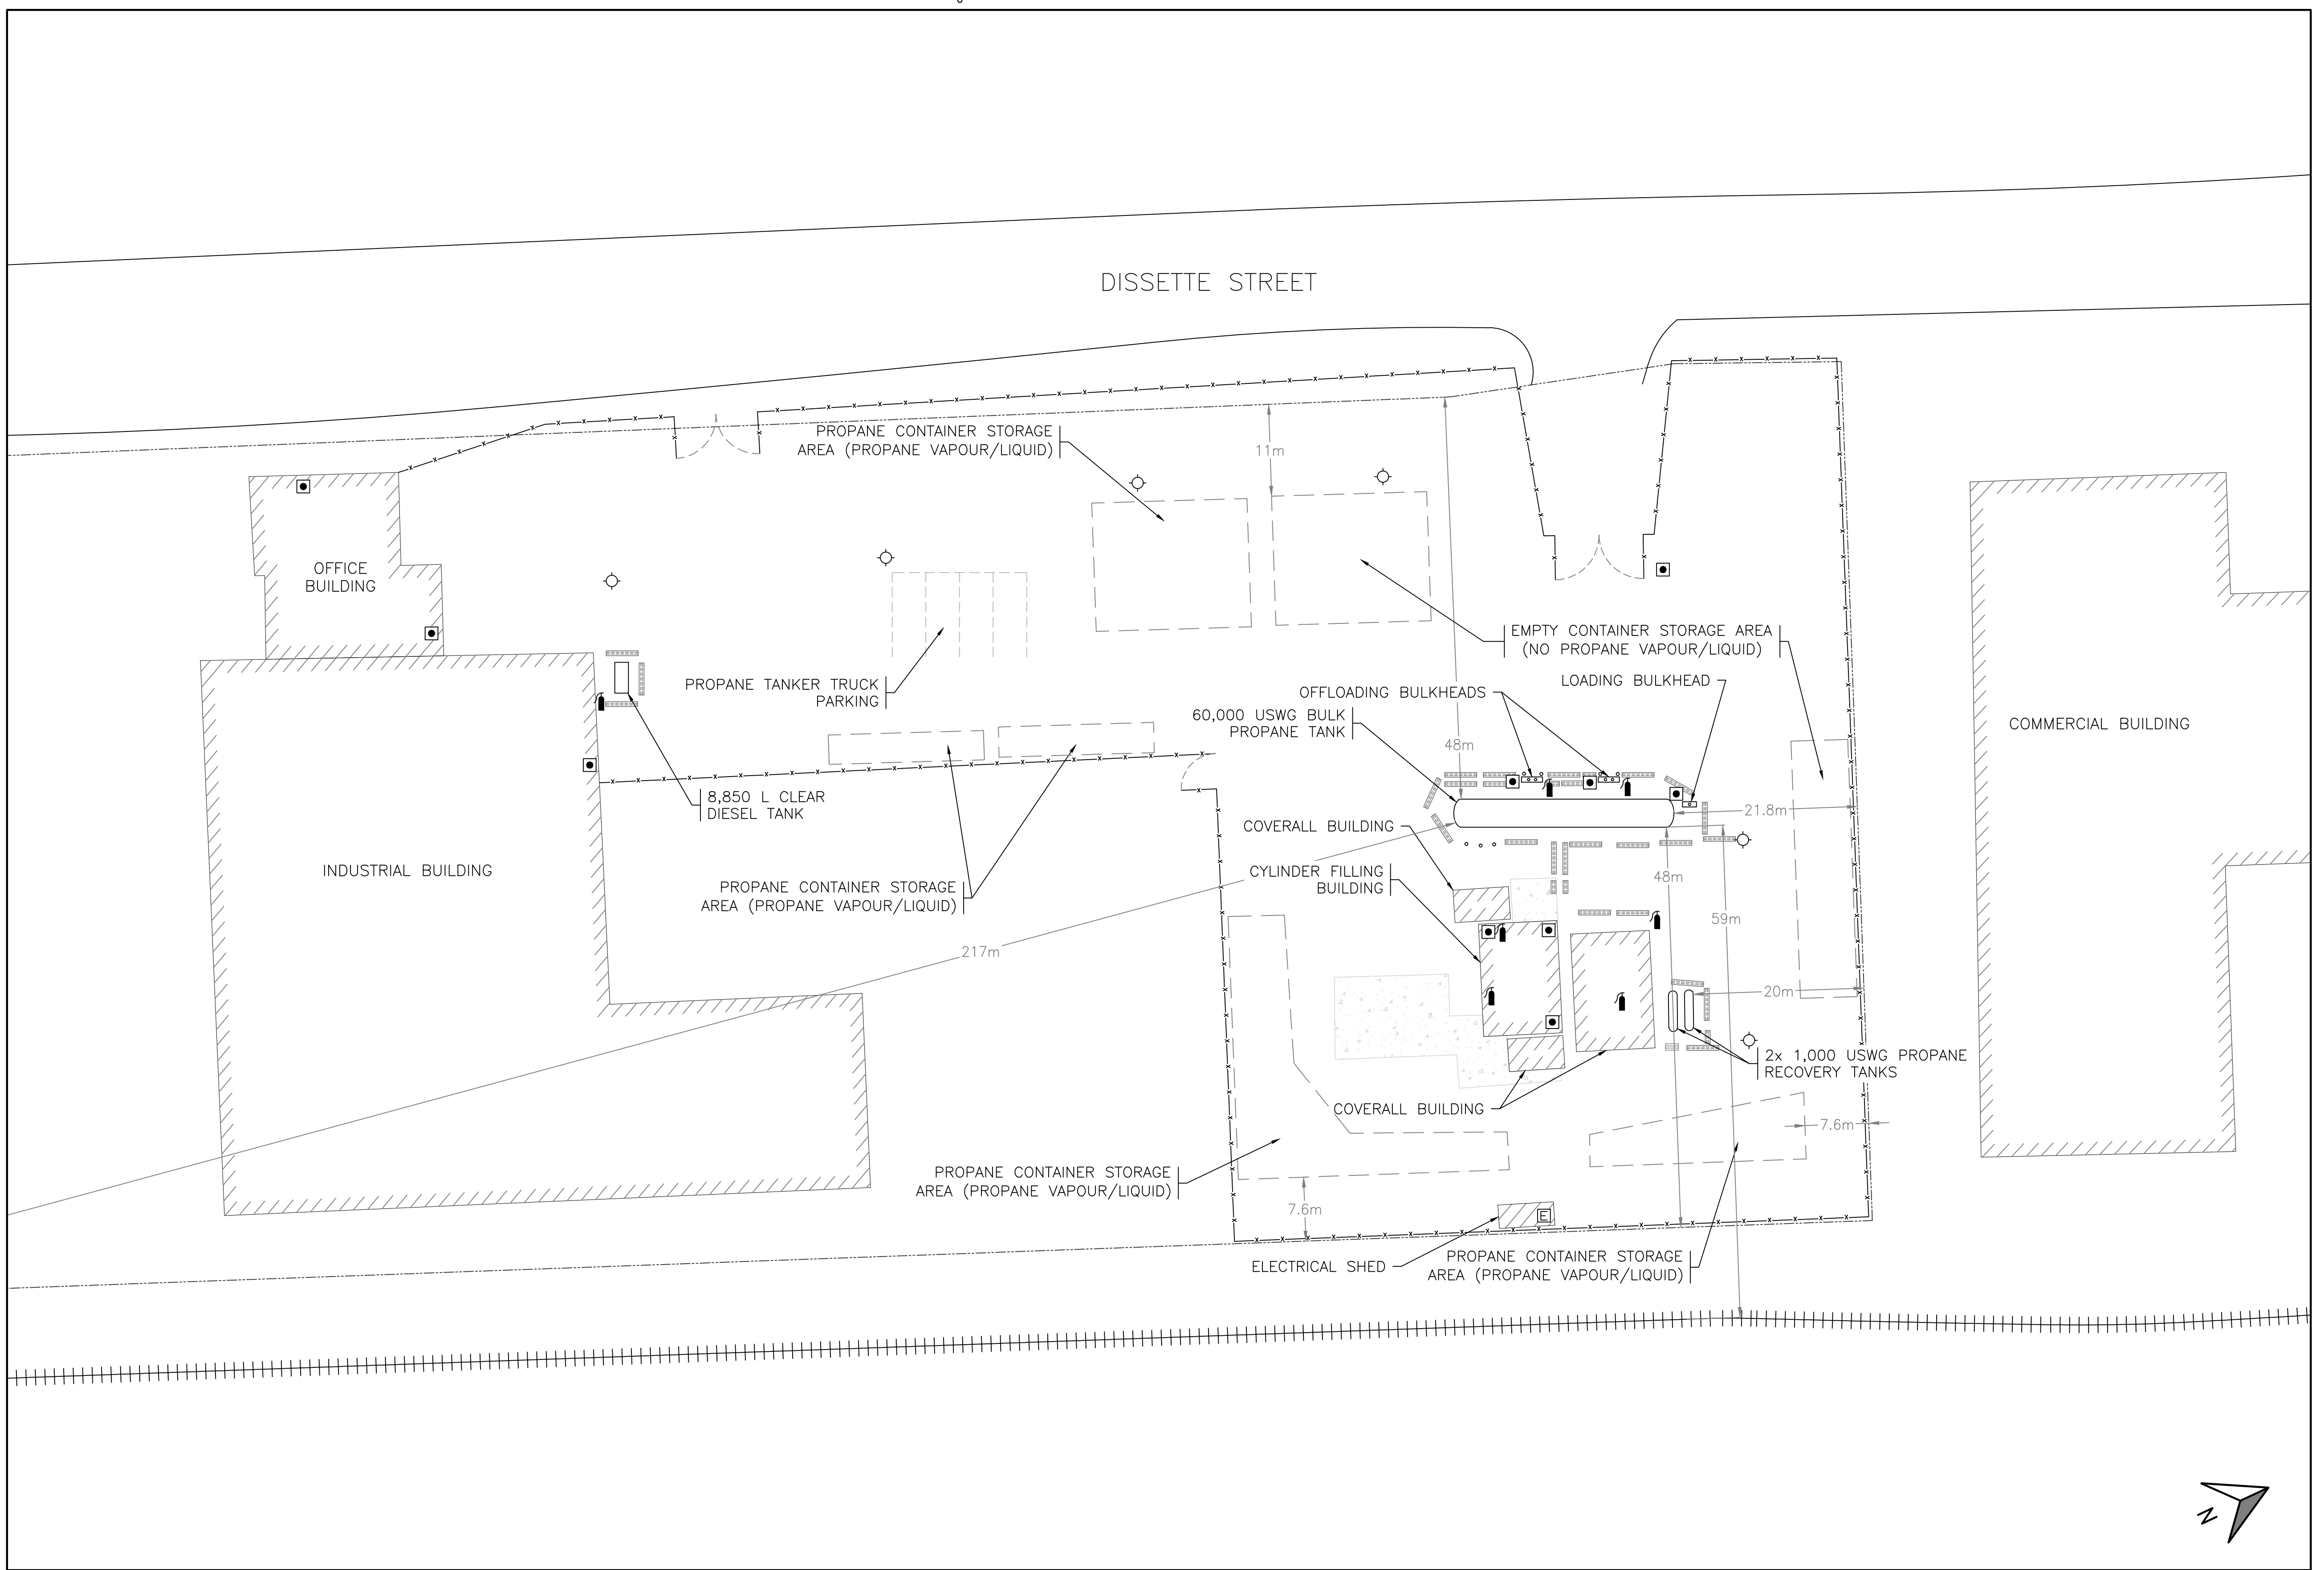 DISSETTE STREET
PROPANE CONTAINER STORAGE
AREA (PROPANE VAPOUR/LIQUID)
11m
OFFICE
BUILDING
EMPTY CONTAINER STORAGE AREA
(NO PROPANE VAPOUR/LIQUID)
PROPANE TANKER TRUCK
PARKING
OFFLOADING BULKHEADS
LOADING BULKHEAD
60,000 USWG BULK
PROPANE TANK
COMMERCIAL BUILDING
48m
8,850 L CLEAR
DIESEL TANK
21.8m
COVERALL BUILDING
INDUSTRIAL BUILDING
CYLINDER FILLING
BUILDING
48m
PROPANE CONTAINER STORAGE
AREA (PROPANE VAPOUR/LIQUID)
59m
217m
20m
2x 1,000 USWG PROPANE
RECOVERY TANKS
COVERALL BUILDING
7.6m
PROPANE CONTAINER STORAGE
AREA (PROPANE VAPOUR/LIQUID)
7.6m
E
ELECTRICAL SHED
PROPANE CONTAINER STORAGE
AREA (PROPANE VAPOUR/LIQUID)
N